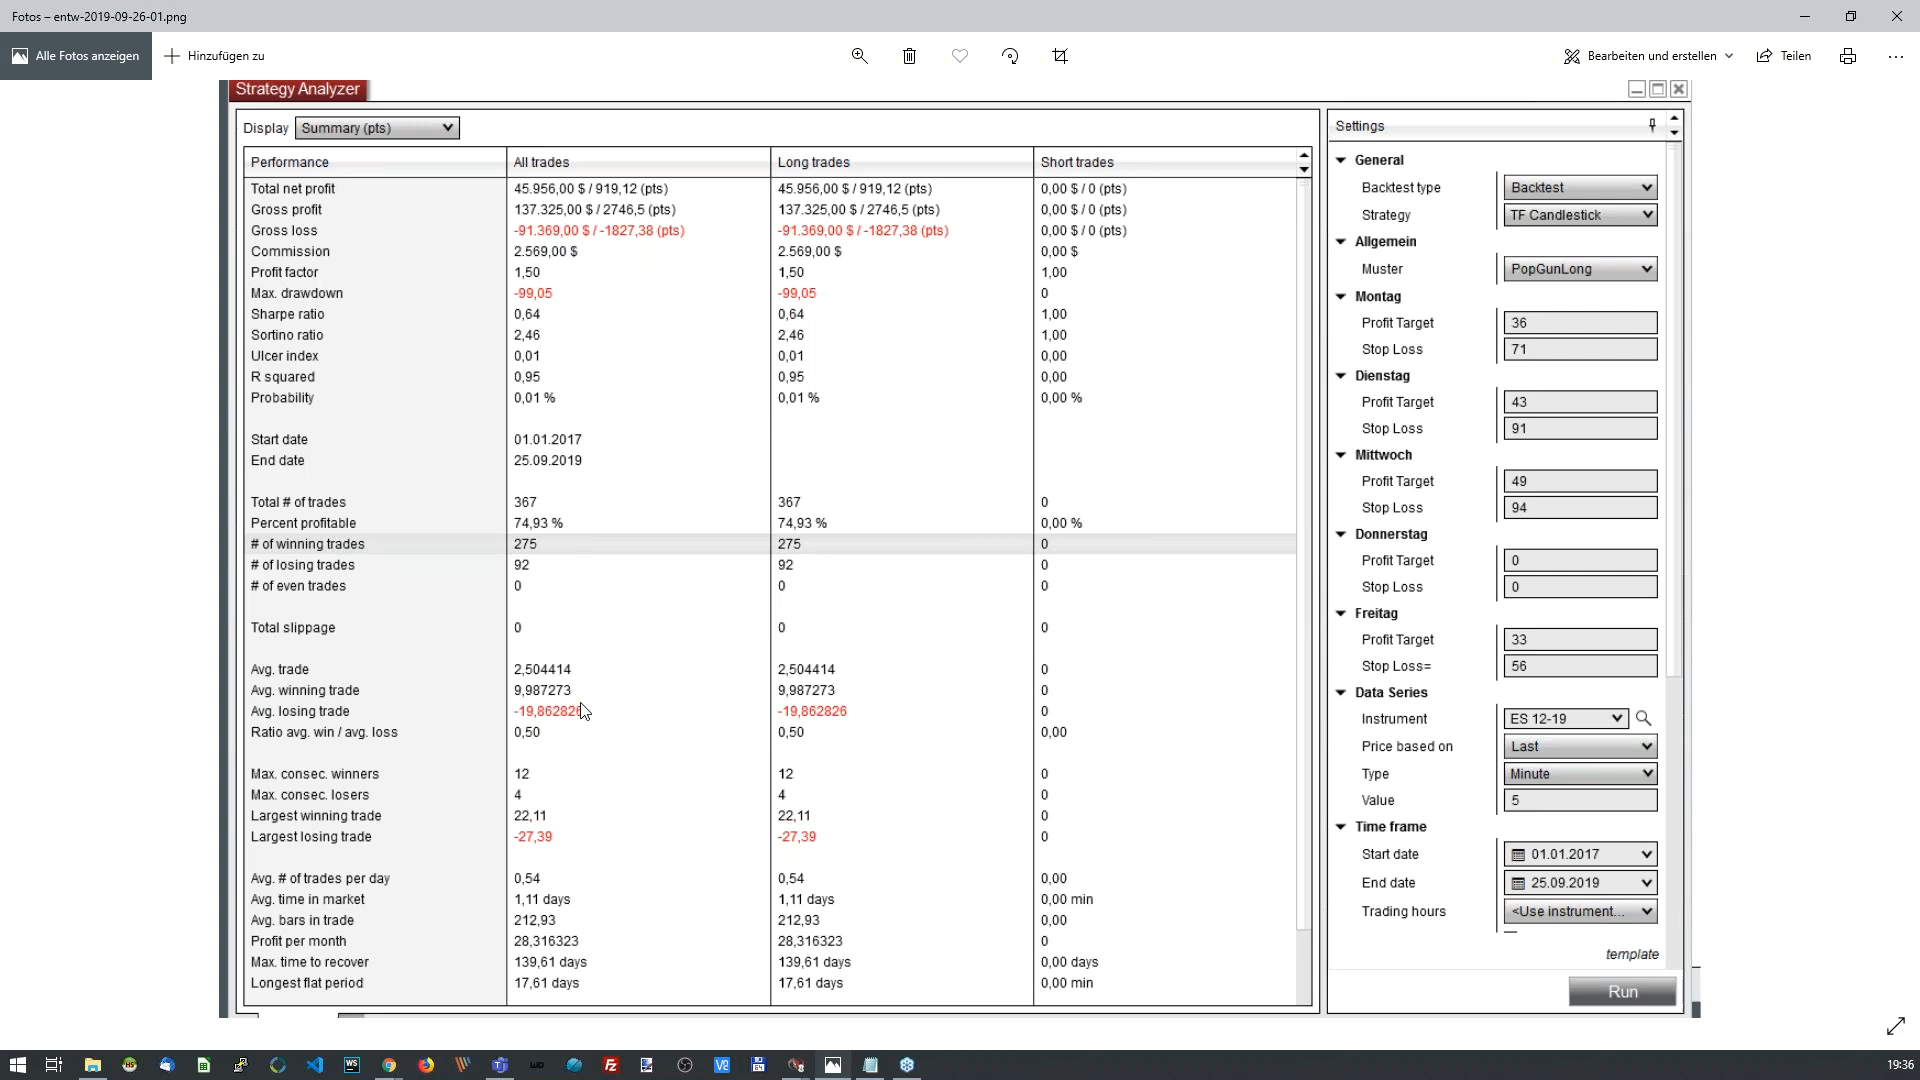 Fotos – entw-2019-09-26-01.png
Alle Fotos anzeigen
Hinzufügen zu
Bearbeiten und erstellen
Teilen
Strategy Analyzer
Display Summary (pts)
Performance All trades Long trades Short trades
Total net profit 45.956,00 $ / 919,12 (pts) 45.956,00 $ / 919,12 (pts) 0,00 $ / 0 (pts)
Gross profit 137.325,00 $ / 2746,5 (pts) 137.325,00 $ / 2746,5 (pts) 0,00 $ / 0 (pts)
Gross loss -91.369,00 $ / -1827,38 (pts) -91.369,00 $ / -1827,38 (pts) 0,00 $ / 0 (pts)
Commission 2.569,00 $ 2.569,00 $ 0,00 $
Profit factor 1,50 1,50 1,00
Max. drawdown -99,05 -99,05 0
Sharpe ratio 0,64 0,64 1,00
Sortino ratio 2,46 2,46 1,00
Ulcer index 0,01 0,01 0,00
R squared 0,95 0,95 0,00
Probability 0,01 % 0,01 % 0,00 %
Start date 01.01.2017
End date 25.09.2019
Total # of trades 367 367 0
Percent profitable 74,93 % 74,93 % 0,00 %
# of winning trades 275 275 0
# of losing trades 92 92 0
# of even trades 0 0 0
Total slippage 0 0 0
Avg. trade 2,504414 2,504414 0
Avg. winning trade 9,987273 9,987273 0
Avg. losing trade -19,862826 -19,862826 0
Ratio avg. win / avg. loss 0,50 0,50 0,00
Max. consec. winners 12 12 0
Max. consec. losers 4 4 0
Largest winning trade 22,11 22,11 0
Largest losing trade -27,39 -27,39 0
Avg. # of trades per day 0,54 0,54 0,00
Avg. time in market 1,11 days 1,11 days 0,00 min
Avg. bars in trade 212,93 212,93 0,00
Profit per month 28,316323 28,316323 0
Max. time to recover 139,61 days 139,61 days 0,00 days
Longest flat period 17,61 days 17,61 days 0,00 min
Settings
General
Backtest type Backtest
Strategy TF Candlestick
Allgemein
Muster PopGunLong
Montag
Profit Target 36
Stop Loss 71
Dienstag
Profit Target 43
Stop Loss 91
Mittwoch
Profit Target 49
Stop Loss 94
Donnerstag
Profit Target 0
Stop Loss 0
Freitag
Profit Target 33
Stop Loss= 56
Data Series
Instrument ES 12-19
Price based on Last
Type Minute
Value 5
Time frame
Start date 01.01.2017
End date 25.09.2019
Trading hours <Use instrument...
template
Run
19:36